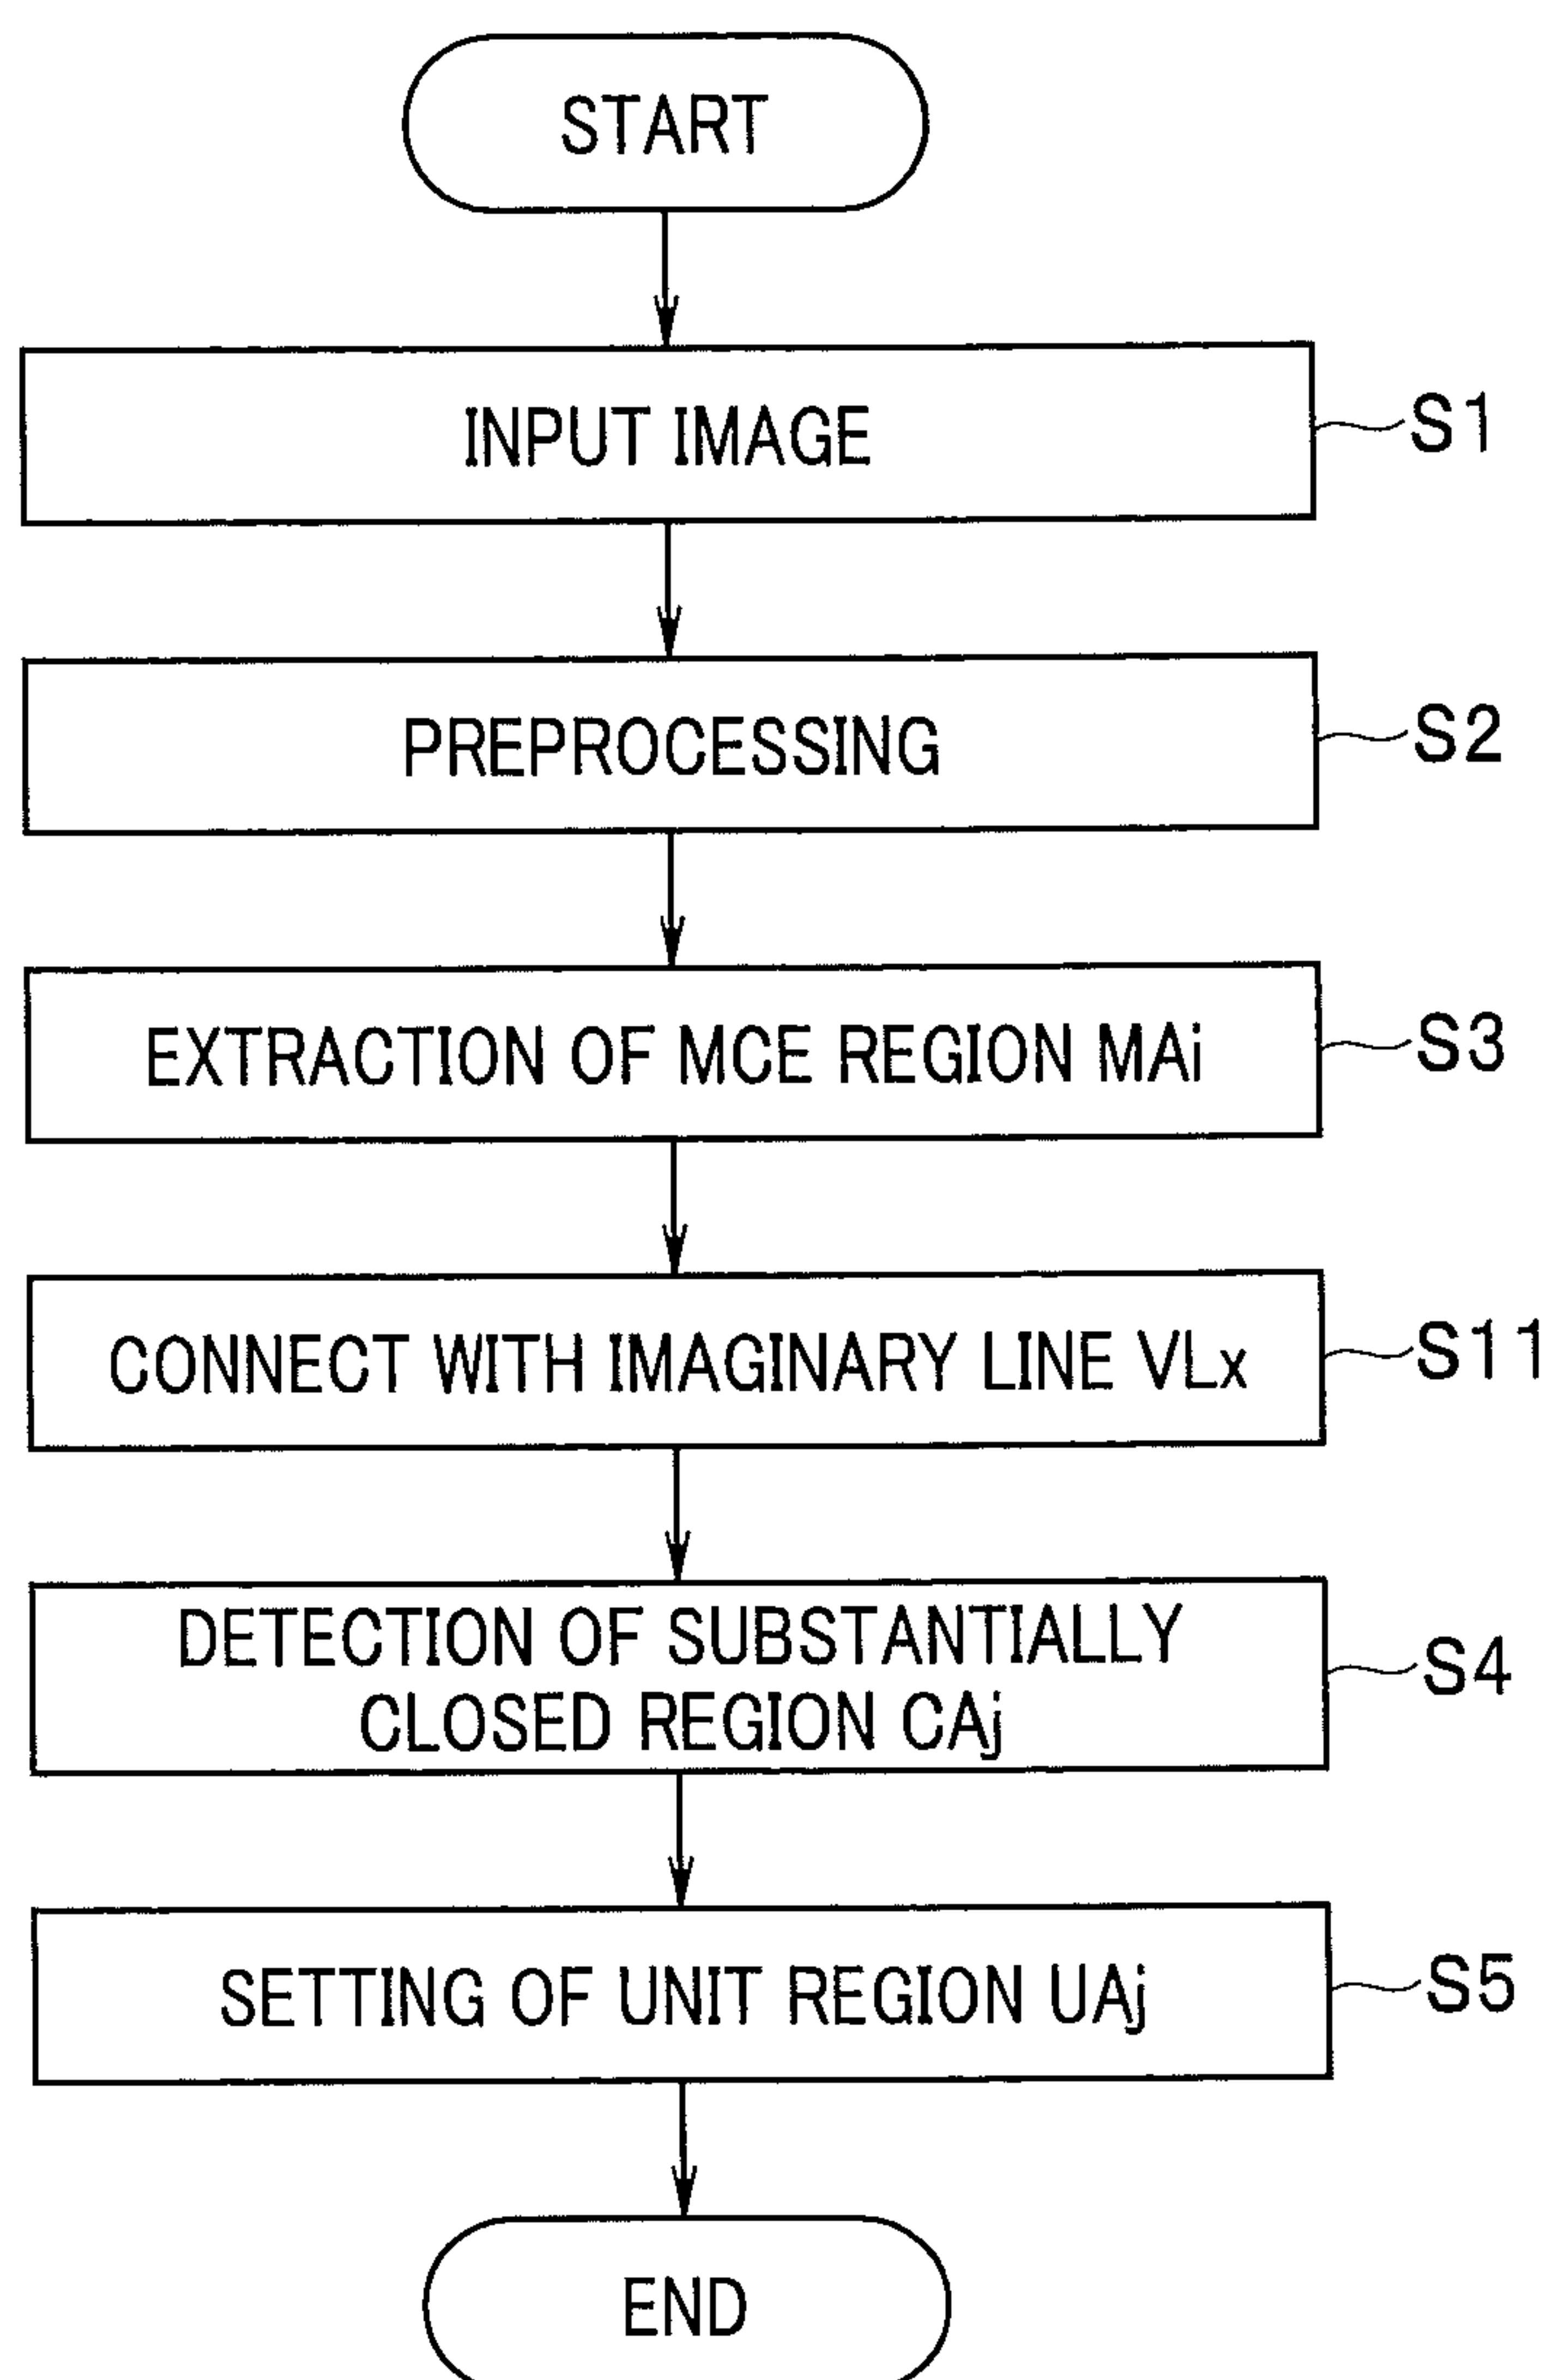 START
INPUT IMAGE
S1
PREPROCESSING
S2
EXTRACTION OF MCE REGION MAi
S3
CONNECT WITH IMAGINARY LINE VLx
S11
DETECTION OF SUBSTANTIALLY
CLOSED REGION CAj
S4
SETTING OF UNIT REGION UAj
S5
END